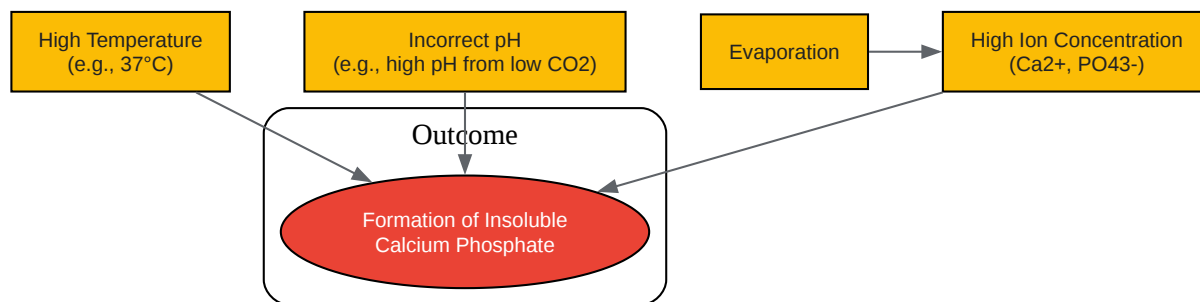 High Temperature
(e.g., 37°C)
Incorrect pH
(e.g., high pH from low CO2)
Evaporation
High Ion Concentration
(Ca2+, PO43-)
Outcome
Formation of Insoluble
Calcium Phosphate